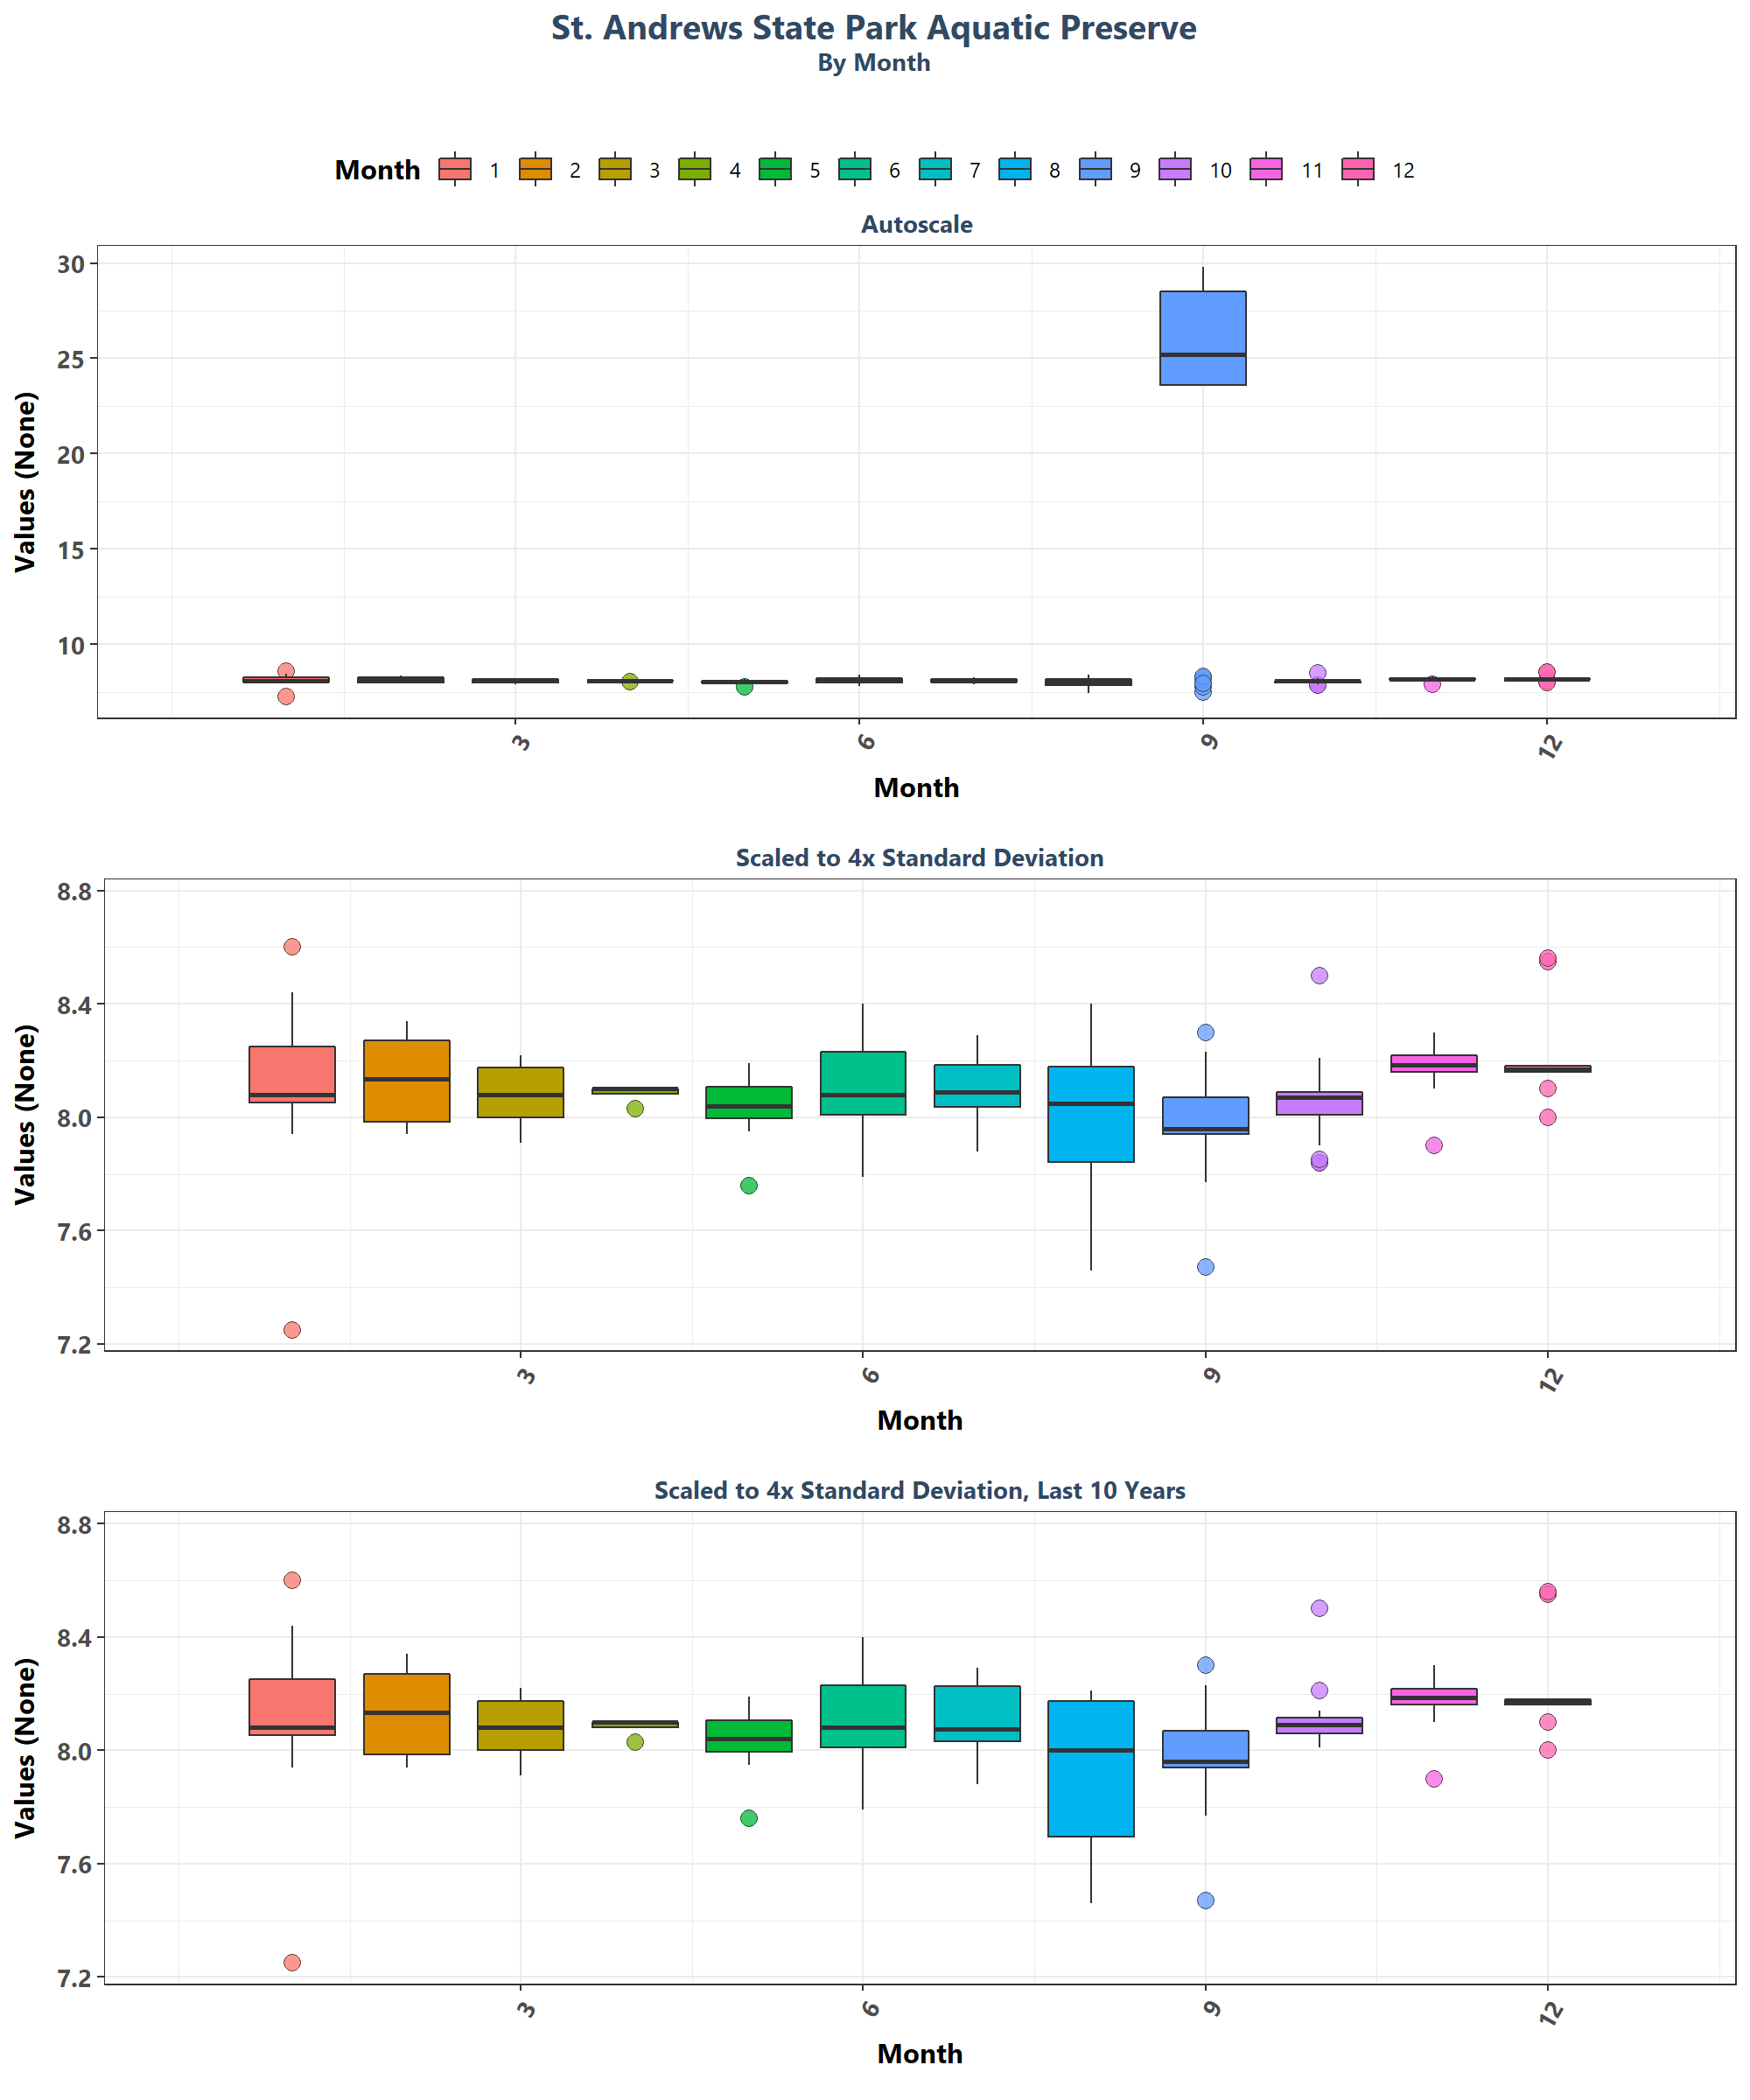 St. Andrews State Park Aquatic Preserve
By Month
Month 1 2 3 4 5 6 7 8 9 10 11 12
Autoscale
Values (None)
30
25
20
15
10
3 6 9 12
Month
Scaled to 4x Standard Deviation
Values (None)
8.8
8.4
8.0
7.6
7.2
3 6 9 12
Month
Scaled to 4x Standard Deviation, Last 10 Years
Values (None)
8.8
8.4
8.0
7.6
7.2
3 6 9 12
Month